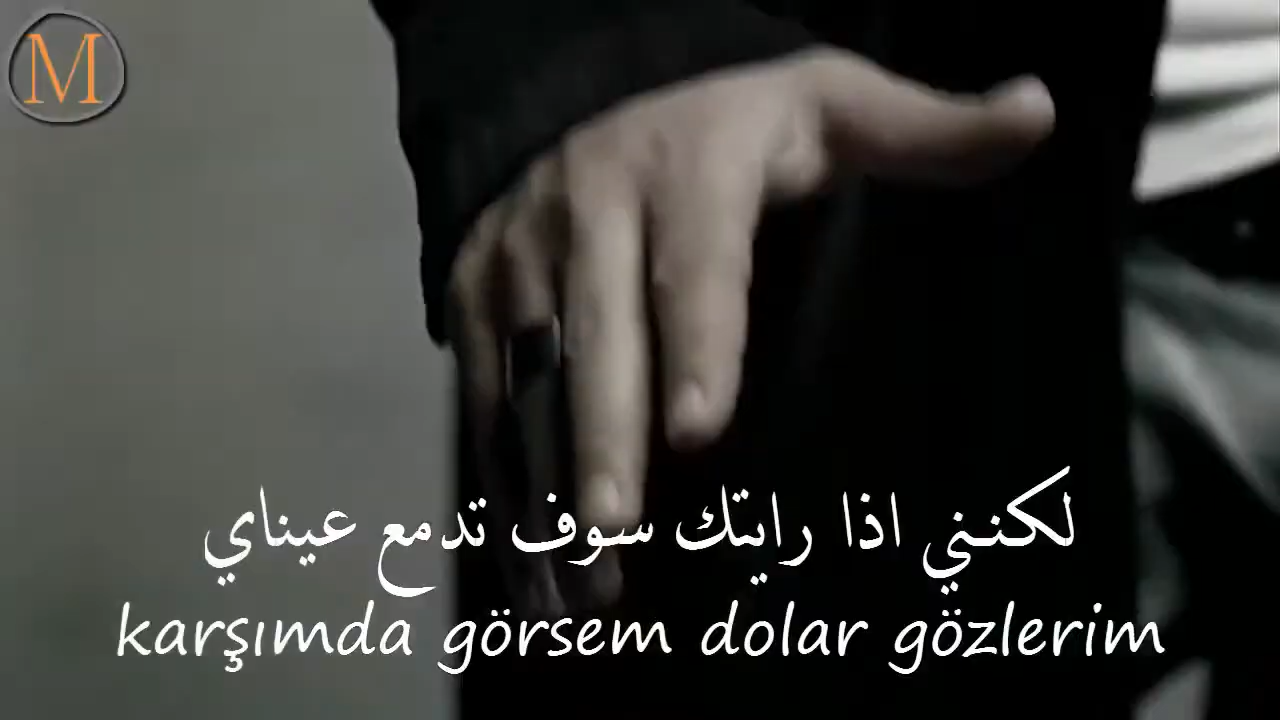 M
لكنني اذا رايتك سوف تدمع عيناي
karşımda görsem dolar gözlerim